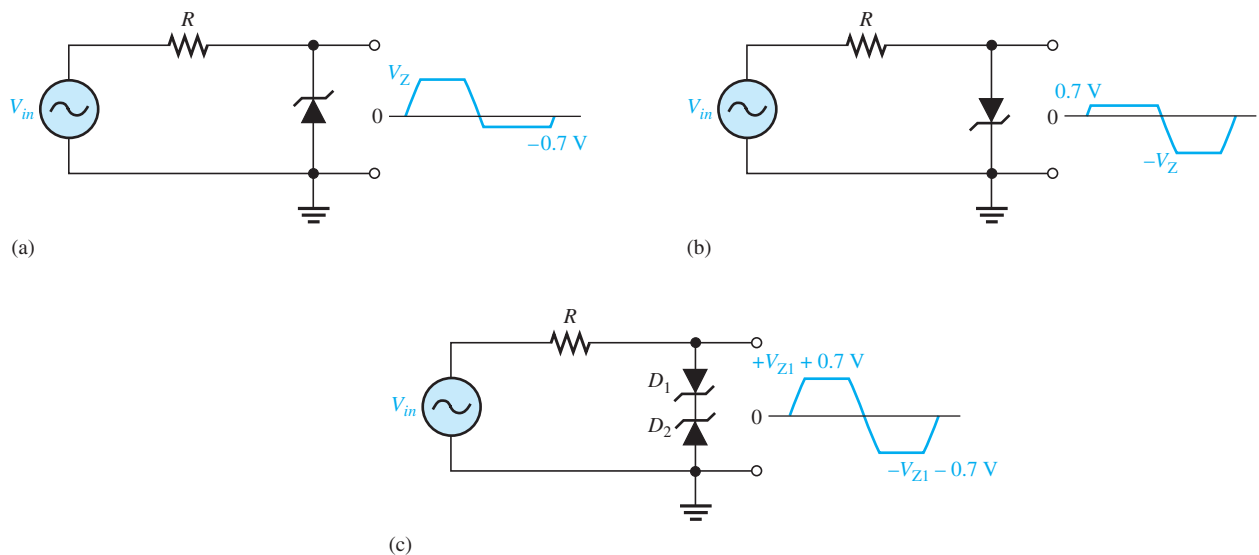 R
V_in
V_Z
0
−0.7 V
(a)
R
V_in
0.7 V
0
−V_Z
(b)
R
V_in
D_1
D_2
+V_Z1 + 0.7 V
0
−V_Z1 − 0.7 V
(c)